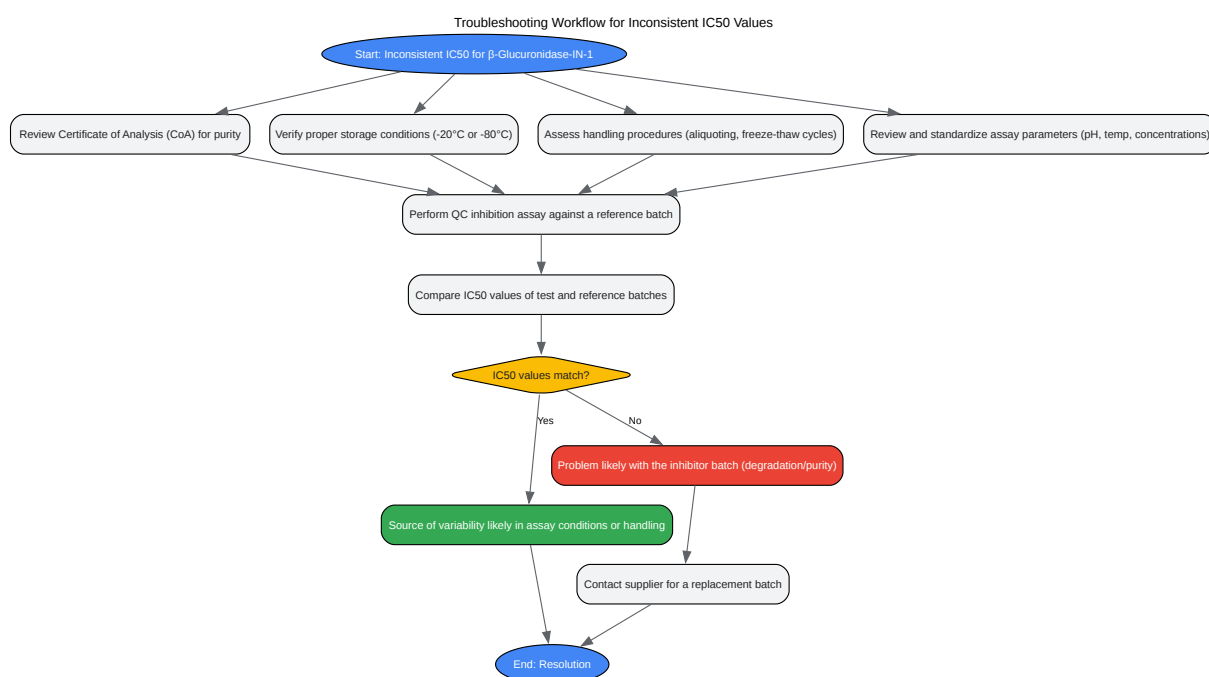 Troubleshooting Workflow for Inconsistent IC50 Values
Start: Inconsistent IC50 for β-Glucuronidase-IN-1
Review Certificate of Analysis (CoA) for purity
Verify proper storage conditions (-20°C or -80°C)
Assess handling procedures (aliquoting, freeze-thaw cycles)
Review and standardize assay parameters (pH, temp, concentrations)
Perform QC inhibition assay against a reference batch
Compare IC50 values of test and reference batches
IC50 values match?
Yes
No
Problem likely with the inhibitor batch (degradation/purity)
Source of variability likely in assay conditions or handling
Contact supplier for a replacement batch
End: Resolution